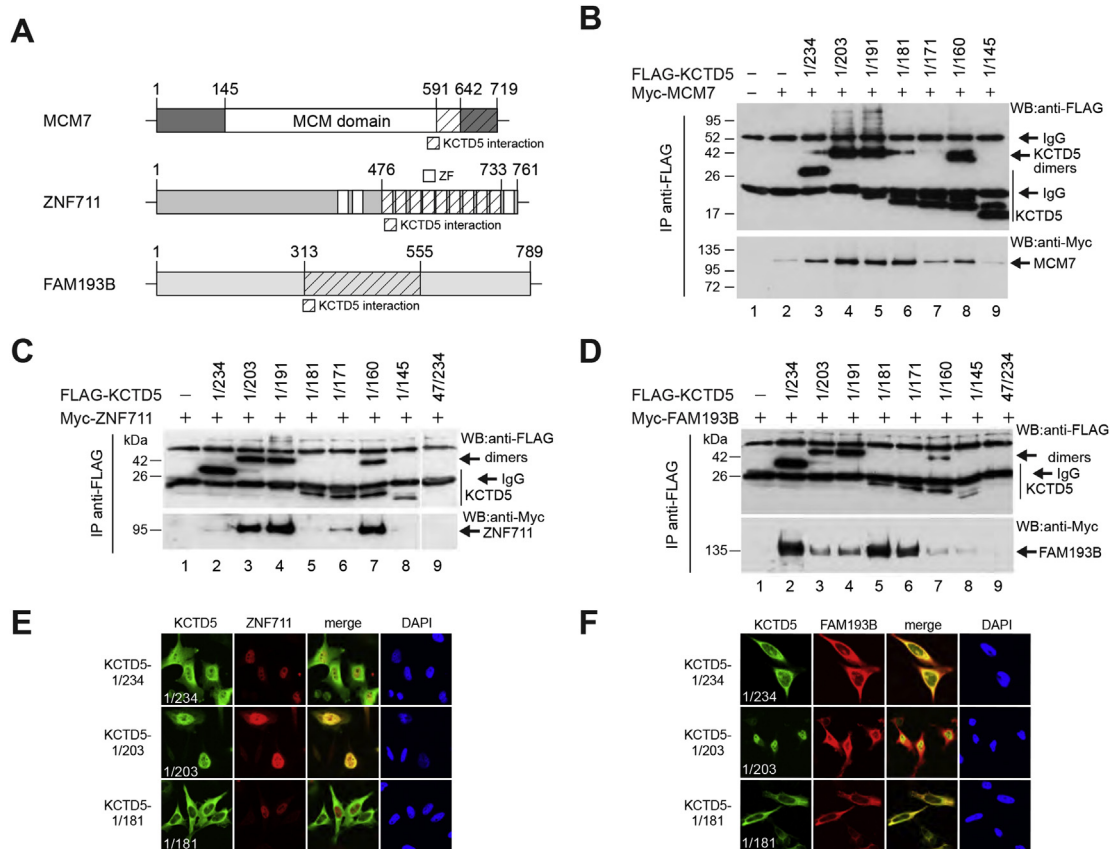 A
1 145 591 642 719
MCM7 MCM domain
KCTD5 interaction
1 476 ZF 733 761
ZNF711
KCTD5 interaction
1 313 555 789
FAM193B
KCTD5 interaction
B
FLAG-KCTD5 – – 1/234 1/203 1/191 1/181 1/171 1/160 1/145
Myc-MCM7 – + + + + + + + +
WB:anti-FLAG
95
52 IgG
42 KCTD5
dimers
26
IgG
17 KCTD5
IP anti-FLAG
WB:anti-Myc
135
95 MCM7
72
1 2 3 4 5 6 7 8 9
C
FLAG-KCTD5 – 1/234 1/203 1/191 1/181 1/171 1/160 1/145 47/234
Myc-ZNF711 + + + + + + + + +
kDa WB:anti-FLAG
42 dimers
26 IgG
KCTD5
IP anti-FLAG
WB:anti-Myc
95 ZNF711
1 2 3 4 5 6 7 8 9
D
FLAG-KCTD5 – 1/234 1/203 1/191 1/181 1/171 1/160 1/145 47/234
Myc-FAM193B + + + + + + + + +
kDa WB:anti-FLAG
42 dimers
26 IgG
KCTD5
IP anti-FLAG
WB:anti-Myc
135 FAM193B
1 2 3 4 5 6 7 8 9
E
KCTD5 ZNF711 merge DAPI
KCTD5-
1/234
1/234
KCTD5-
1/203
1/203
KCTD5-
1/181
1/181
F
KCTD5 FAM193B merge DAPI
KCTD5-
1/234
1/234
KCTD5-
1/203
1/203
KCTD5-
1/181
1/181